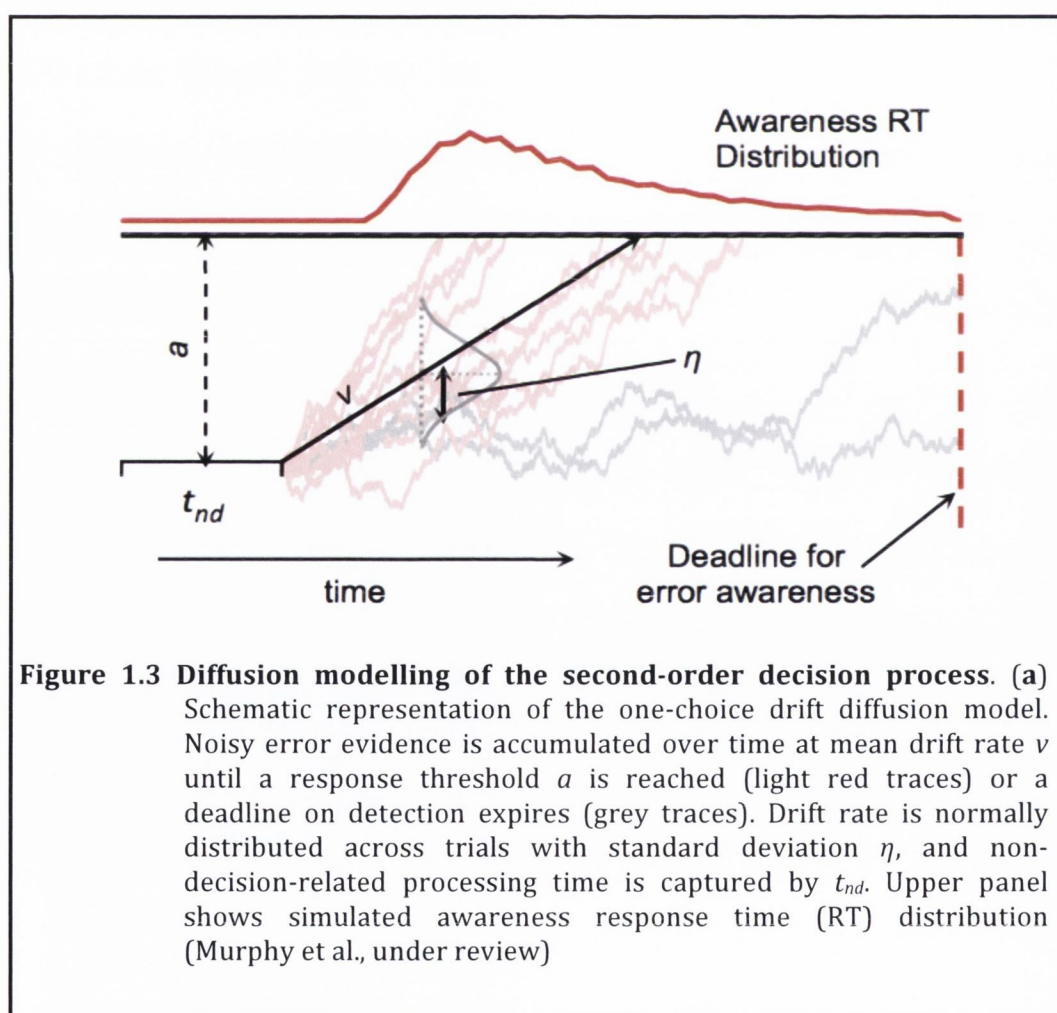 Awareness RT
Distribution
a
v
η
t_nd
time
Deadline for
error awareness
Figure 1.3 Diffusion modelling of the second-order decision process. (a)
Schematic representation of the one-choice drift diffusion model.
Noisy error evidence is accumulated over time at mean drift rate v
until a response threshold a is reached (light red traces) or a
deadline on detection expires (grey traces). Drift rate is normally
distributed across trials with standard deviation η, and non-
decision-related processing time is captured by t_nd. Upper panel
shows simulated awareness response time (RT) distribution
(Murphy et al., under review)